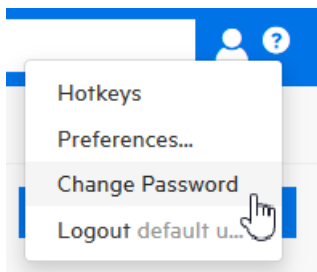 ?
Hotkeys
Preferences...
Change Password
Logout default u...